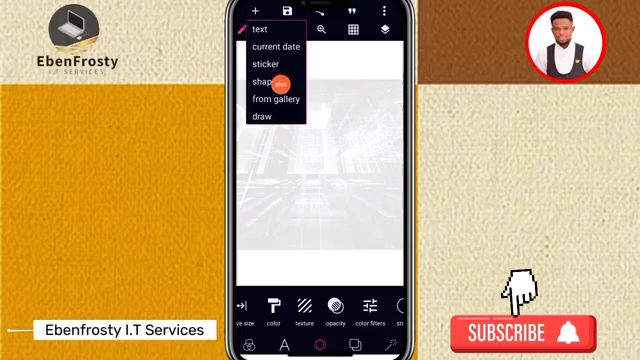 EbenFrosty
I.T SERVICES
text
current date
sticker
from gallery
draw
ve size
color
texture
opacity
color filters
Ebenfrosty I.T Services
SUBSCRIBE